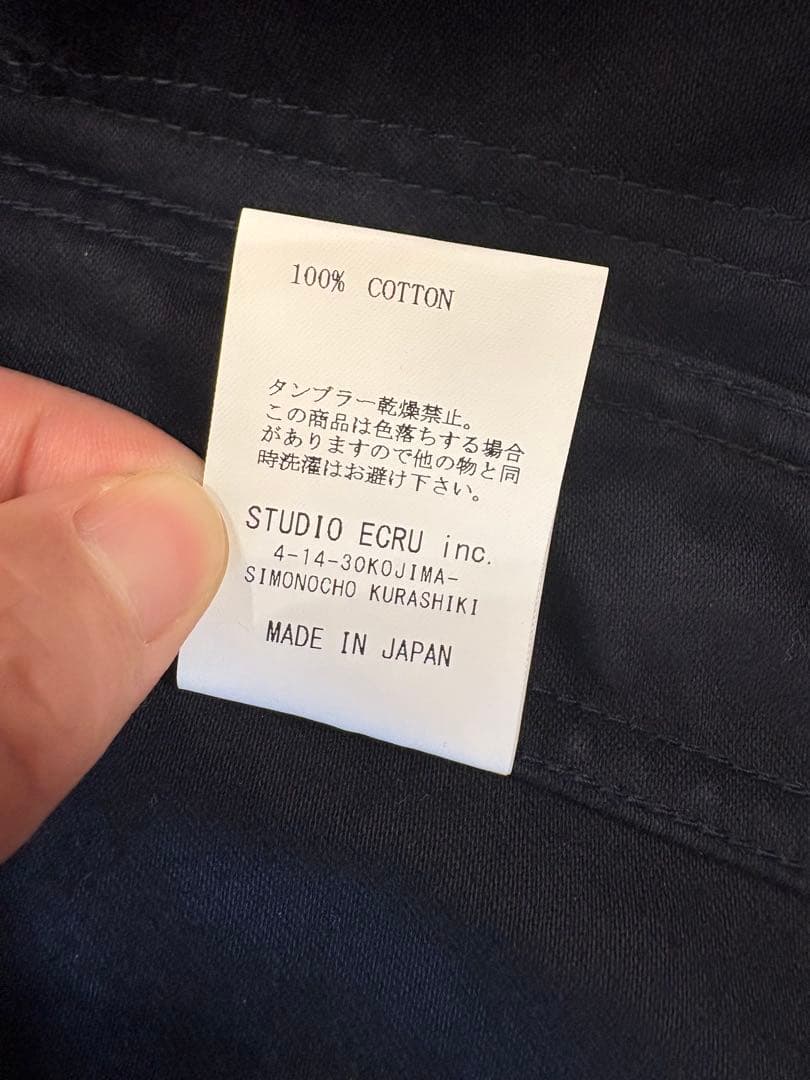 100% COTTON
タンブラー乾燥禁止。
この商品は色落ちする場合
がありますので他の物と同
時洗濯はお避け下さい。
STUDIO ECRU inc.
4-14-30KOJIMA-
SIMONOCHO KURASHIKI
MADE IN JAPAN